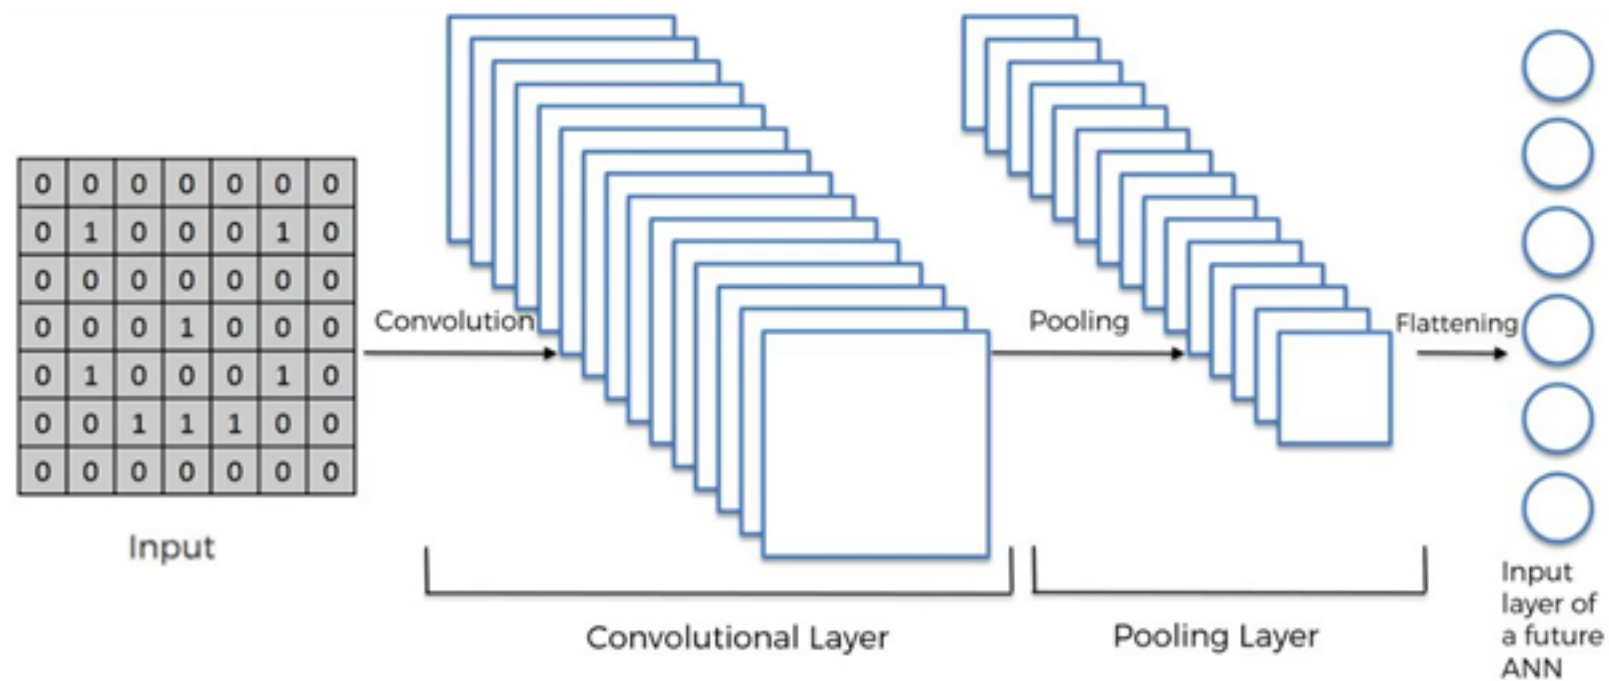 0 0 0 0 0 0 0
0 1 0 0 0 1 0
0 0 0 0 0 0 0
0 0 0 1 0 0 0
0 1 0 0 0 1 0
0 0 1 1 1 0 0
0 0 0 0 0 0 0
Input
Convolution
Convolutional Layer
Pooling
Pooling Layer
Flattening
Input
layer of
a future
ANN